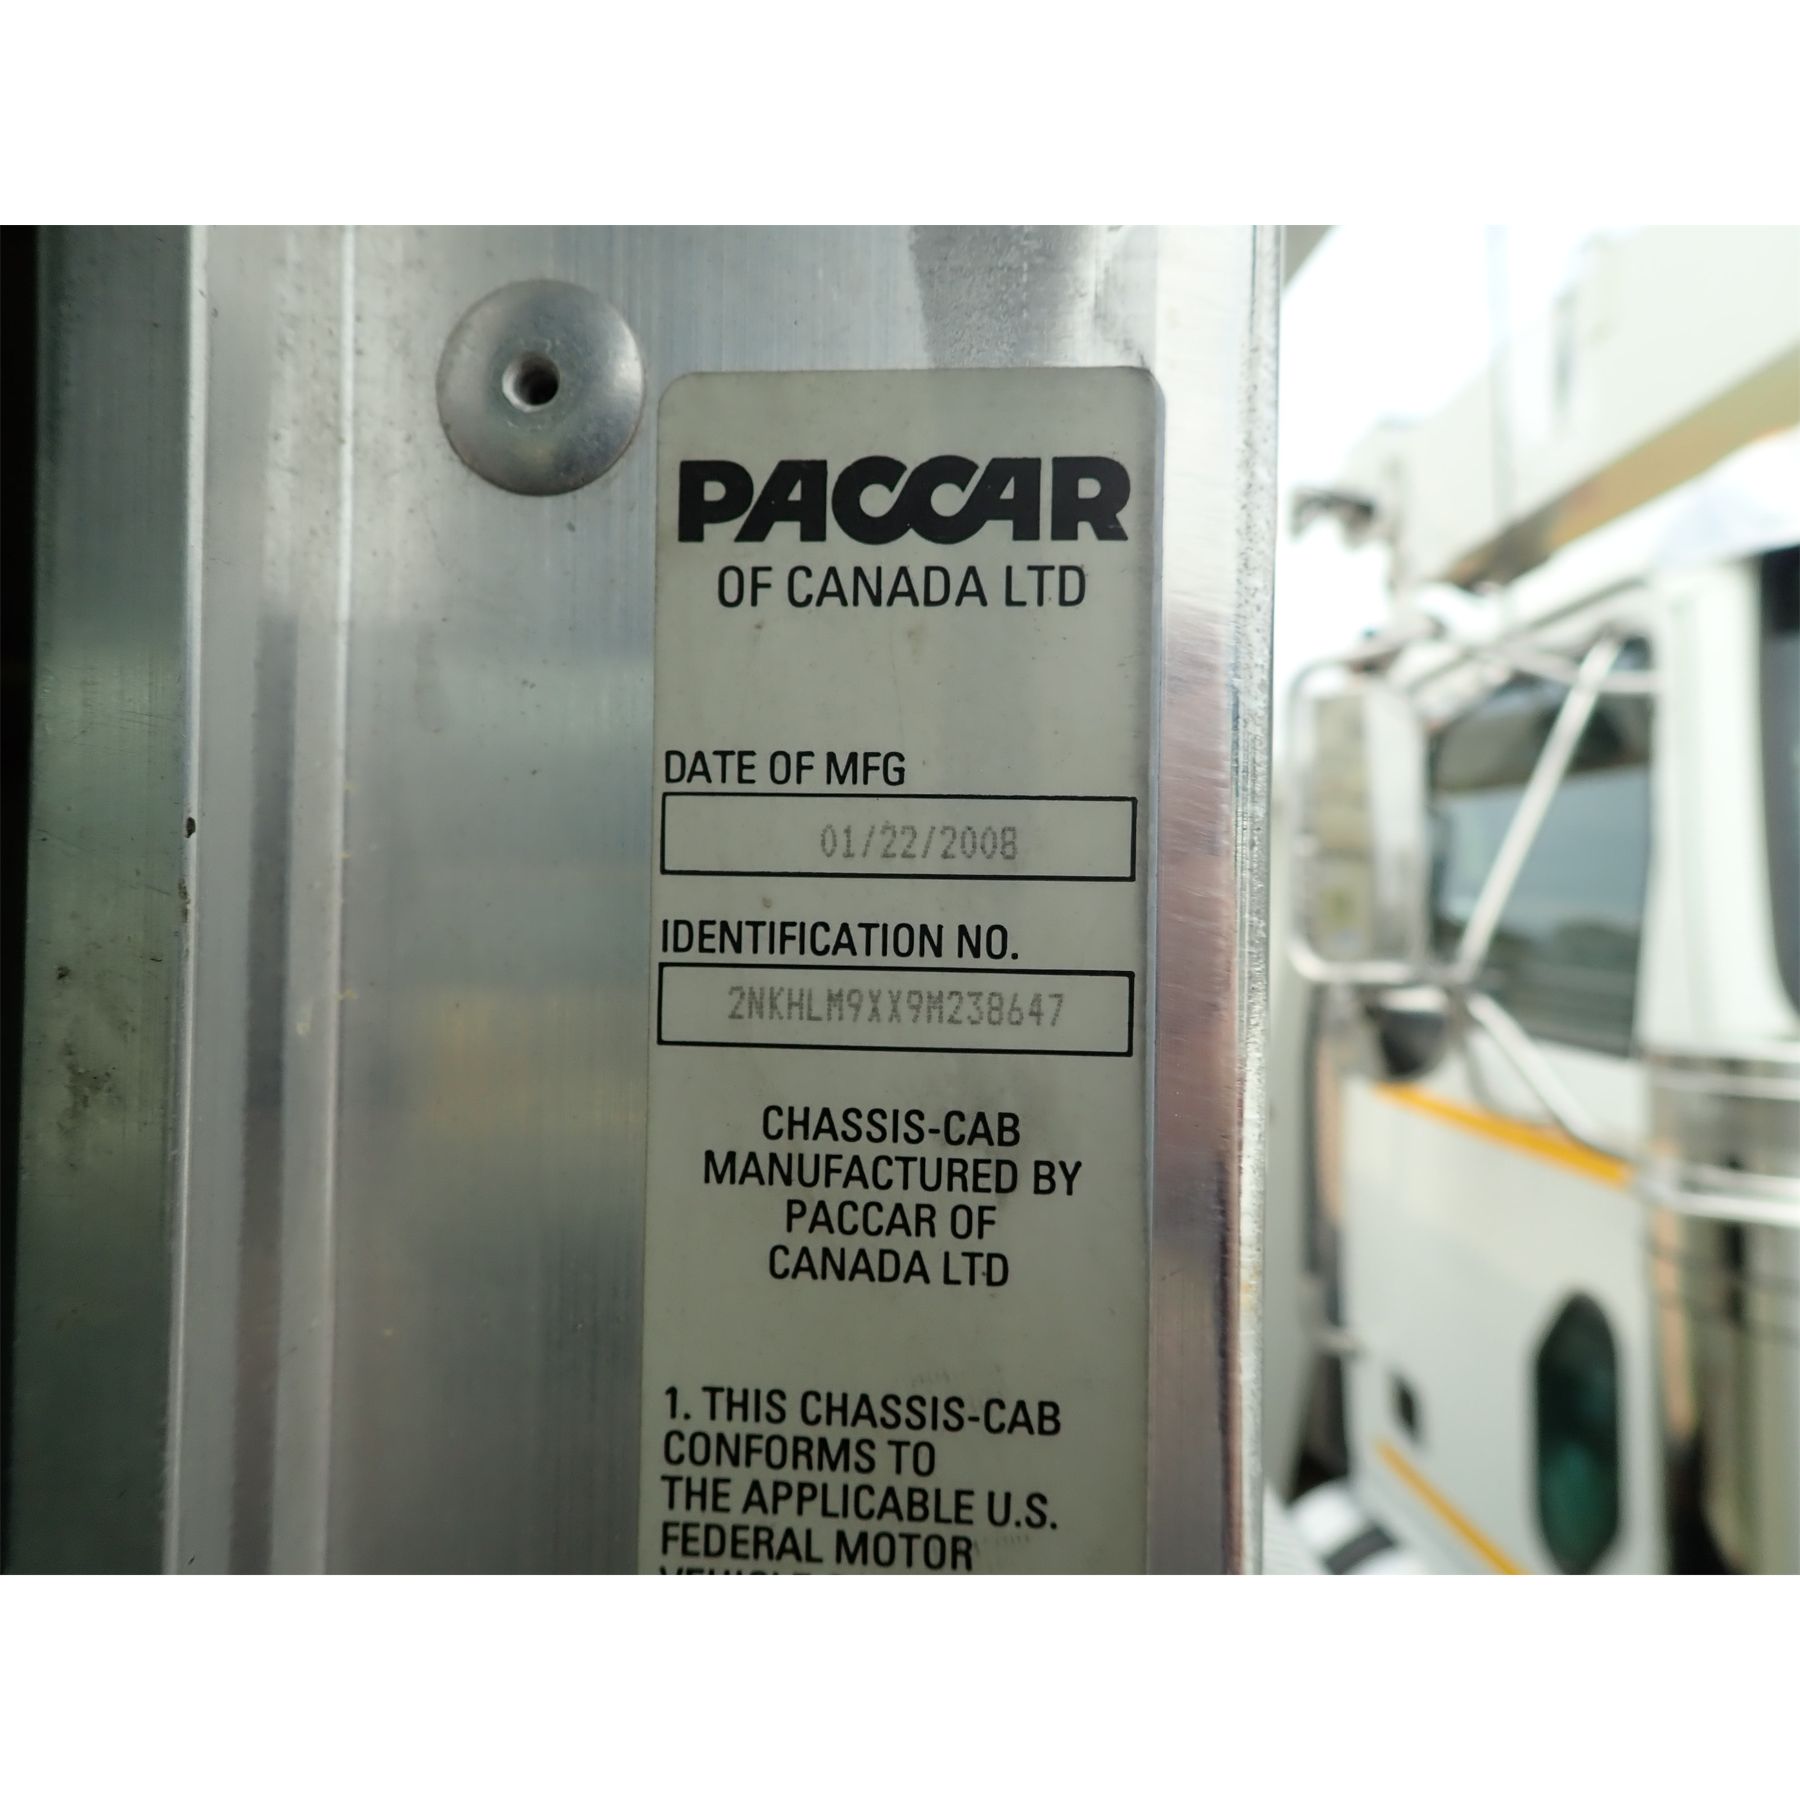 PACCAR
OF CANADA LTD
DATE OF MFG
01/22/2008
IDENTIFICATION NO.
2NKHLM9XX9M238647
CHASSIS-CAB
MANUFACTURED BY
PACCAR OF
CANADA LTD
1. THIS CHASSIS-CAB
CONFORMS TO
THE APPLICABLE U.S.
FEDERAL MOTOR